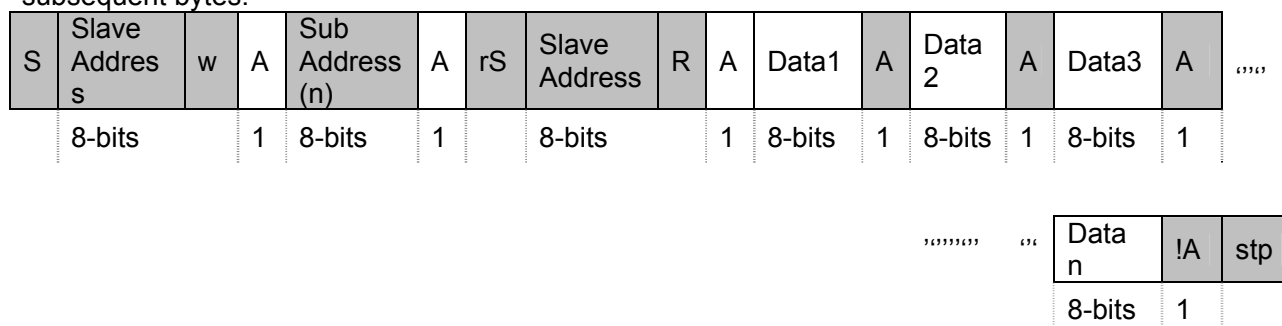 subsequent bytes:
S Slave Addres s w A Sub Address (n) A rS Slave Address R A Data1 A Data 2 A Data3 A
8-bits 1 8-bits 1 8-bits 1 8-bits 1 8-bits 1 8-bits 1
Data n !A stp
8-bits 1